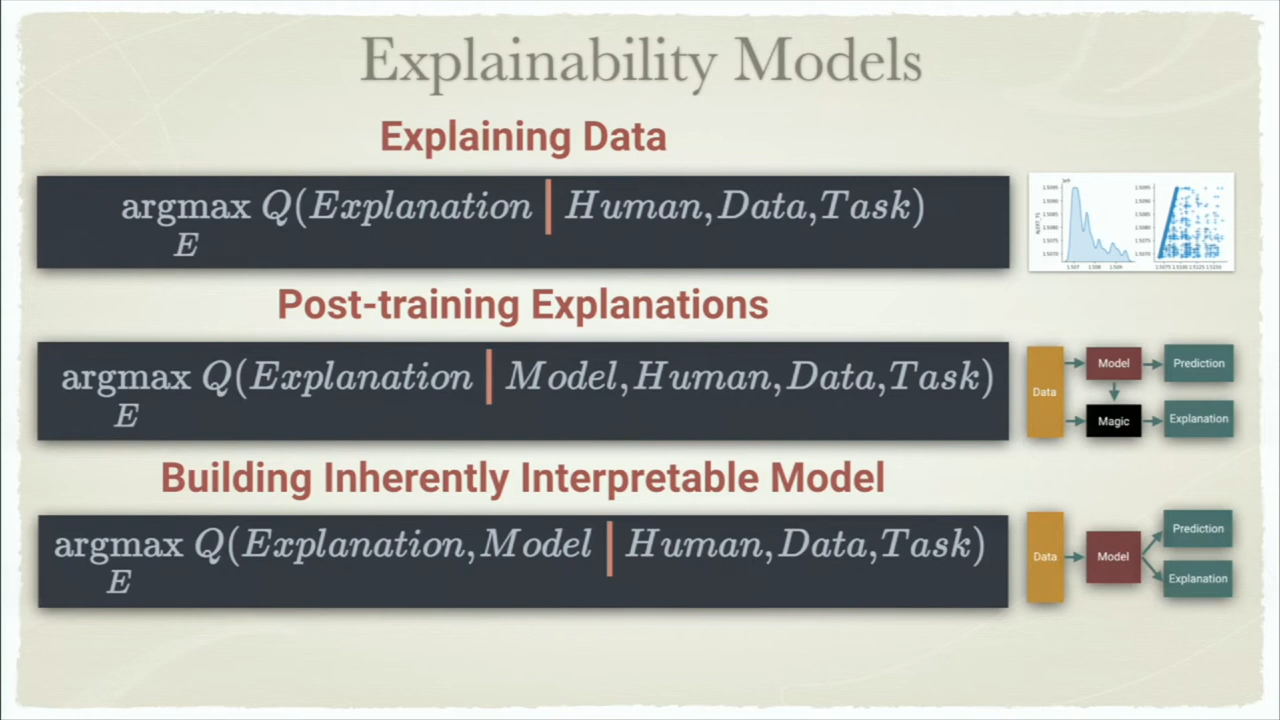 Explainability Models
Explaining Data
argmax Q(Explanation | Human,Data,Task)
E
Post-training Explanations
argmax Q(Explanation | Model,Human,Data,Task)
E
Data
Model
Prediction
Magic
Explanation
Building Inherently Interpretable Model
argmax Q(Explanation,Model | Human,Data,Task)
E
Data
Model
Prediction
Explanation